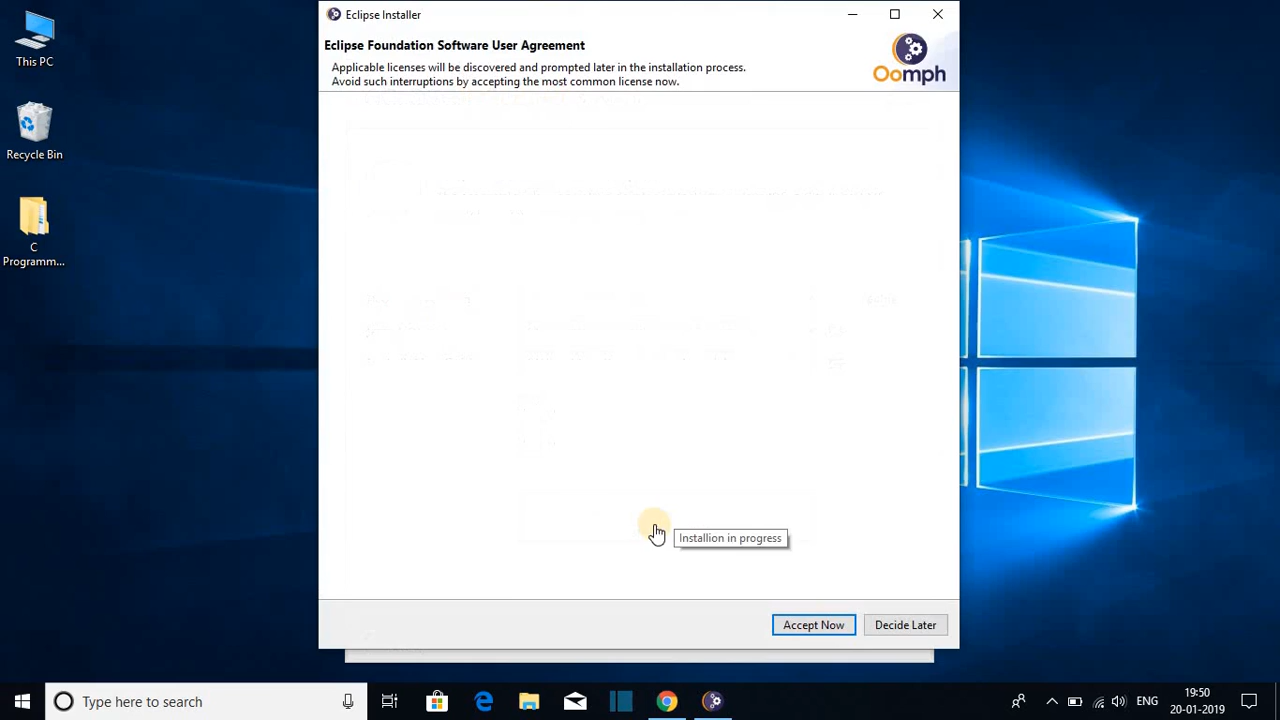 Eclipse Installer
Eclipse Foundation Software User Agreement
Applicable licenses will be discovered and prompted later in the installation process.
Avoid such interruptions by accepting the most common license now.
Oomph
This PC
Recycle Bin
C
Programm...
Installion in progress
Accept Now
Decide Later
Type here to search
ENG
19:50
20-01-2019